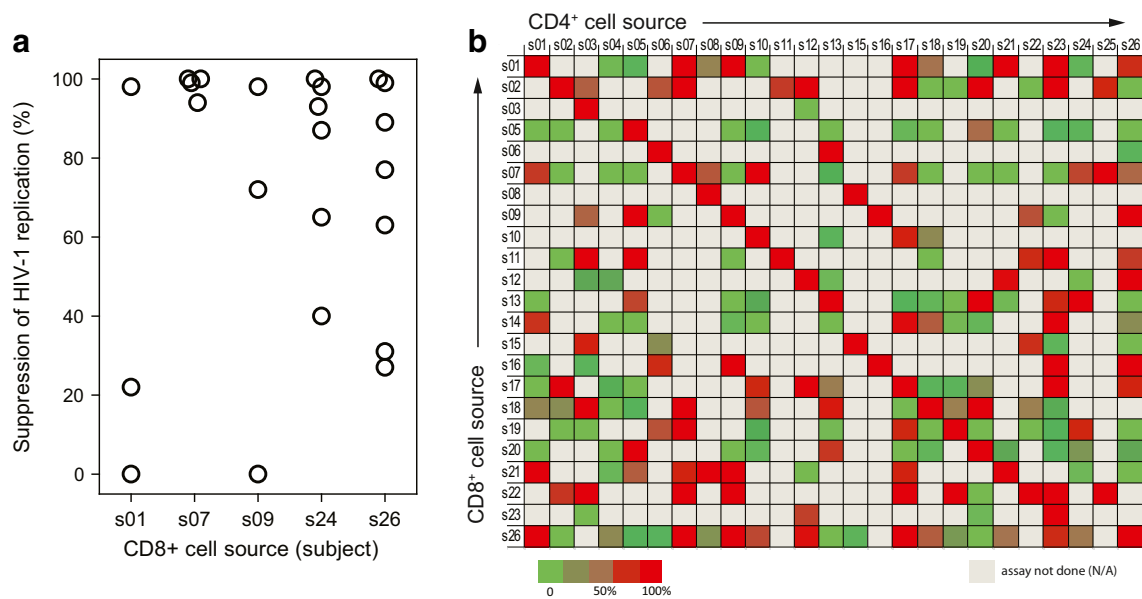 a
Suppression of HIV-1 replication (%)
100
80
60
40
20
0
s01 s07 s09 s24 s26
CD8+ cell source (subject)
b
CD4⁺ cell source
s01 s02 s03 s04 s05 s06 s07 s08 s09 s10 s11 s12 s13 s15 s16 s17 s18 s19 s20 s21 s22 s23 s24 s25 s26
CD8⁺ cell source
s01
s02
s03
s05
s06
s07
s08
s09
s10
s11
s12
s13
s14
s15
s16
s17
s18
s19
s20
s21
s22
s23
s26
0 50% 100%
assay not done (N/A)